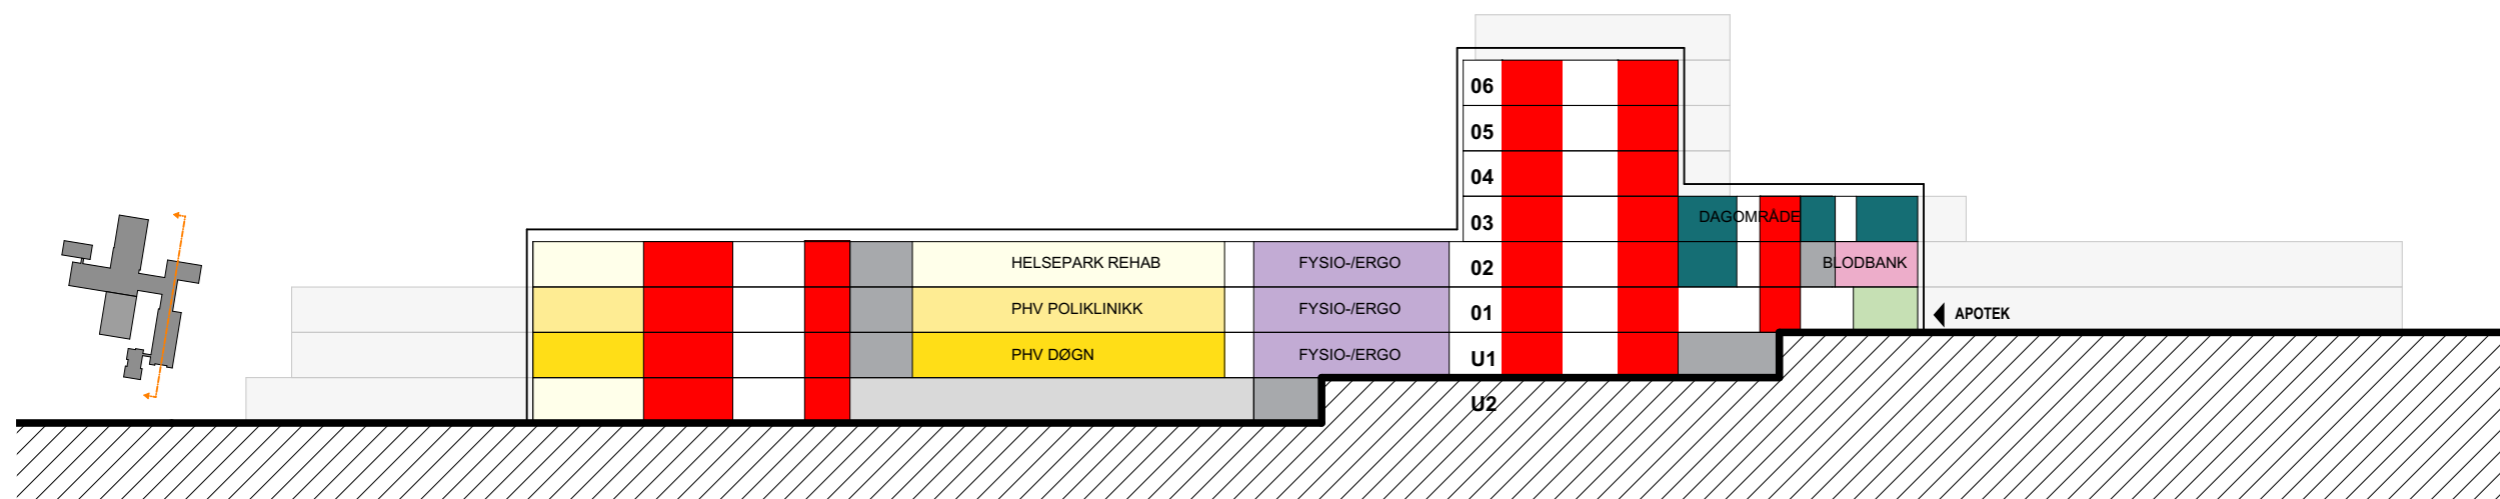 06
05
04
03
DAGOMRÅDE
HELSEPARK REHAB
FYSIO-/ERGO
02
BLODBANK
PHV POLIKLINIKK
FYSIO-/ERGO
01
APOTEK
PHV DØGN
FYSIO-/ERGO
U1
U2